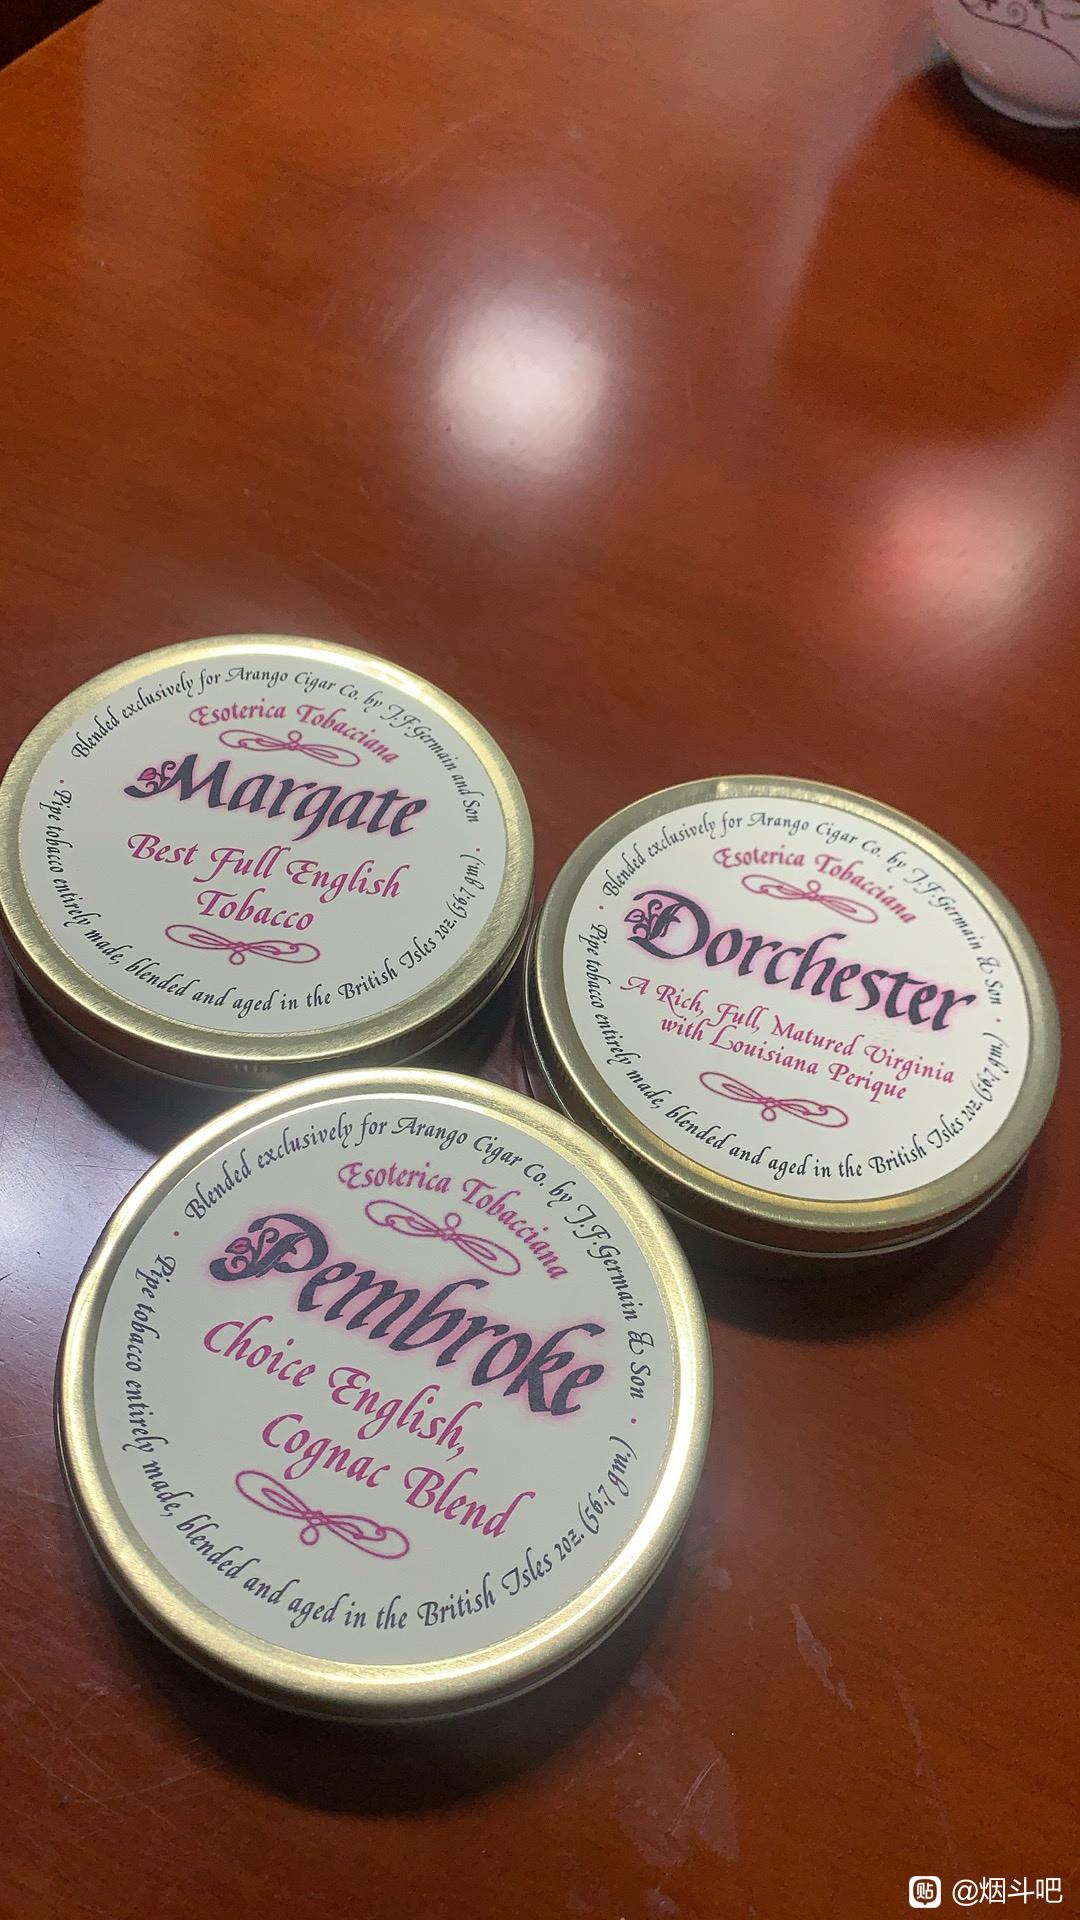 Blended exclusively for Arango Cigar Co. by J.F.Germain and Son
Esoterica Tobacciana
Margate
Best Full English
Tobacco
Pipe tobacco entirely made, blended and aged in the British Isles 2oz.(56.7 gm.)
Blended exclusively for Arango Cigar Co. by J.F.Germain & Son
Esoterica Tobacciana
Dorchester
A Rich, Full, Matured Virginia
with Louisiana Perique
Pipe tobacco entirely made, blended and aged in the British Isles 2oz.(56.7 gm.)
Blended exclusively for Arango Cigar Co. by J.F.Germain & Son
Esoterica Tobacciana
Pembroke
Choice English,
Cognac Blend
Pipe tobacco entirely made, blended and aged in the British Isles 2oz. (56.7 gm.)
贴 @烟斗吧